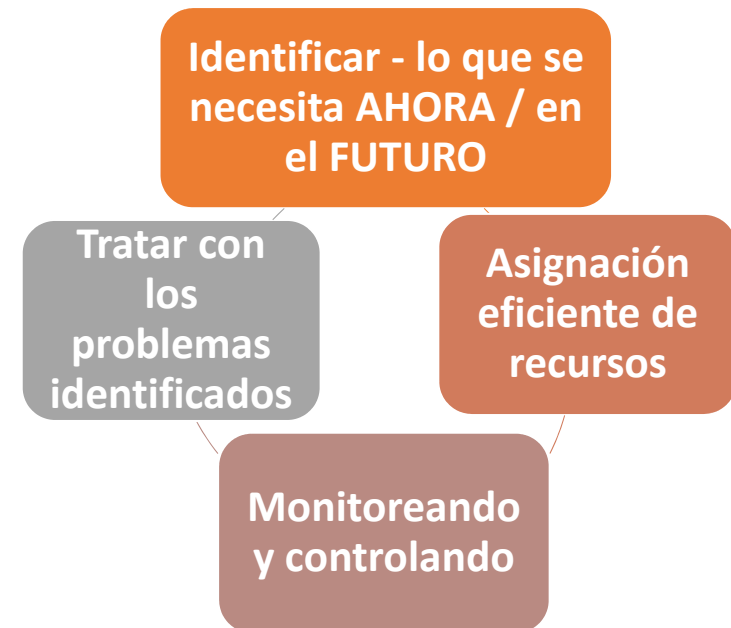 Identificar - lo que se
necesita AHORA / en
el FUTURO
Asignación
eficiente de
recursos
Monitoreando
y controlando
Tratar con
los
problemas
identificados